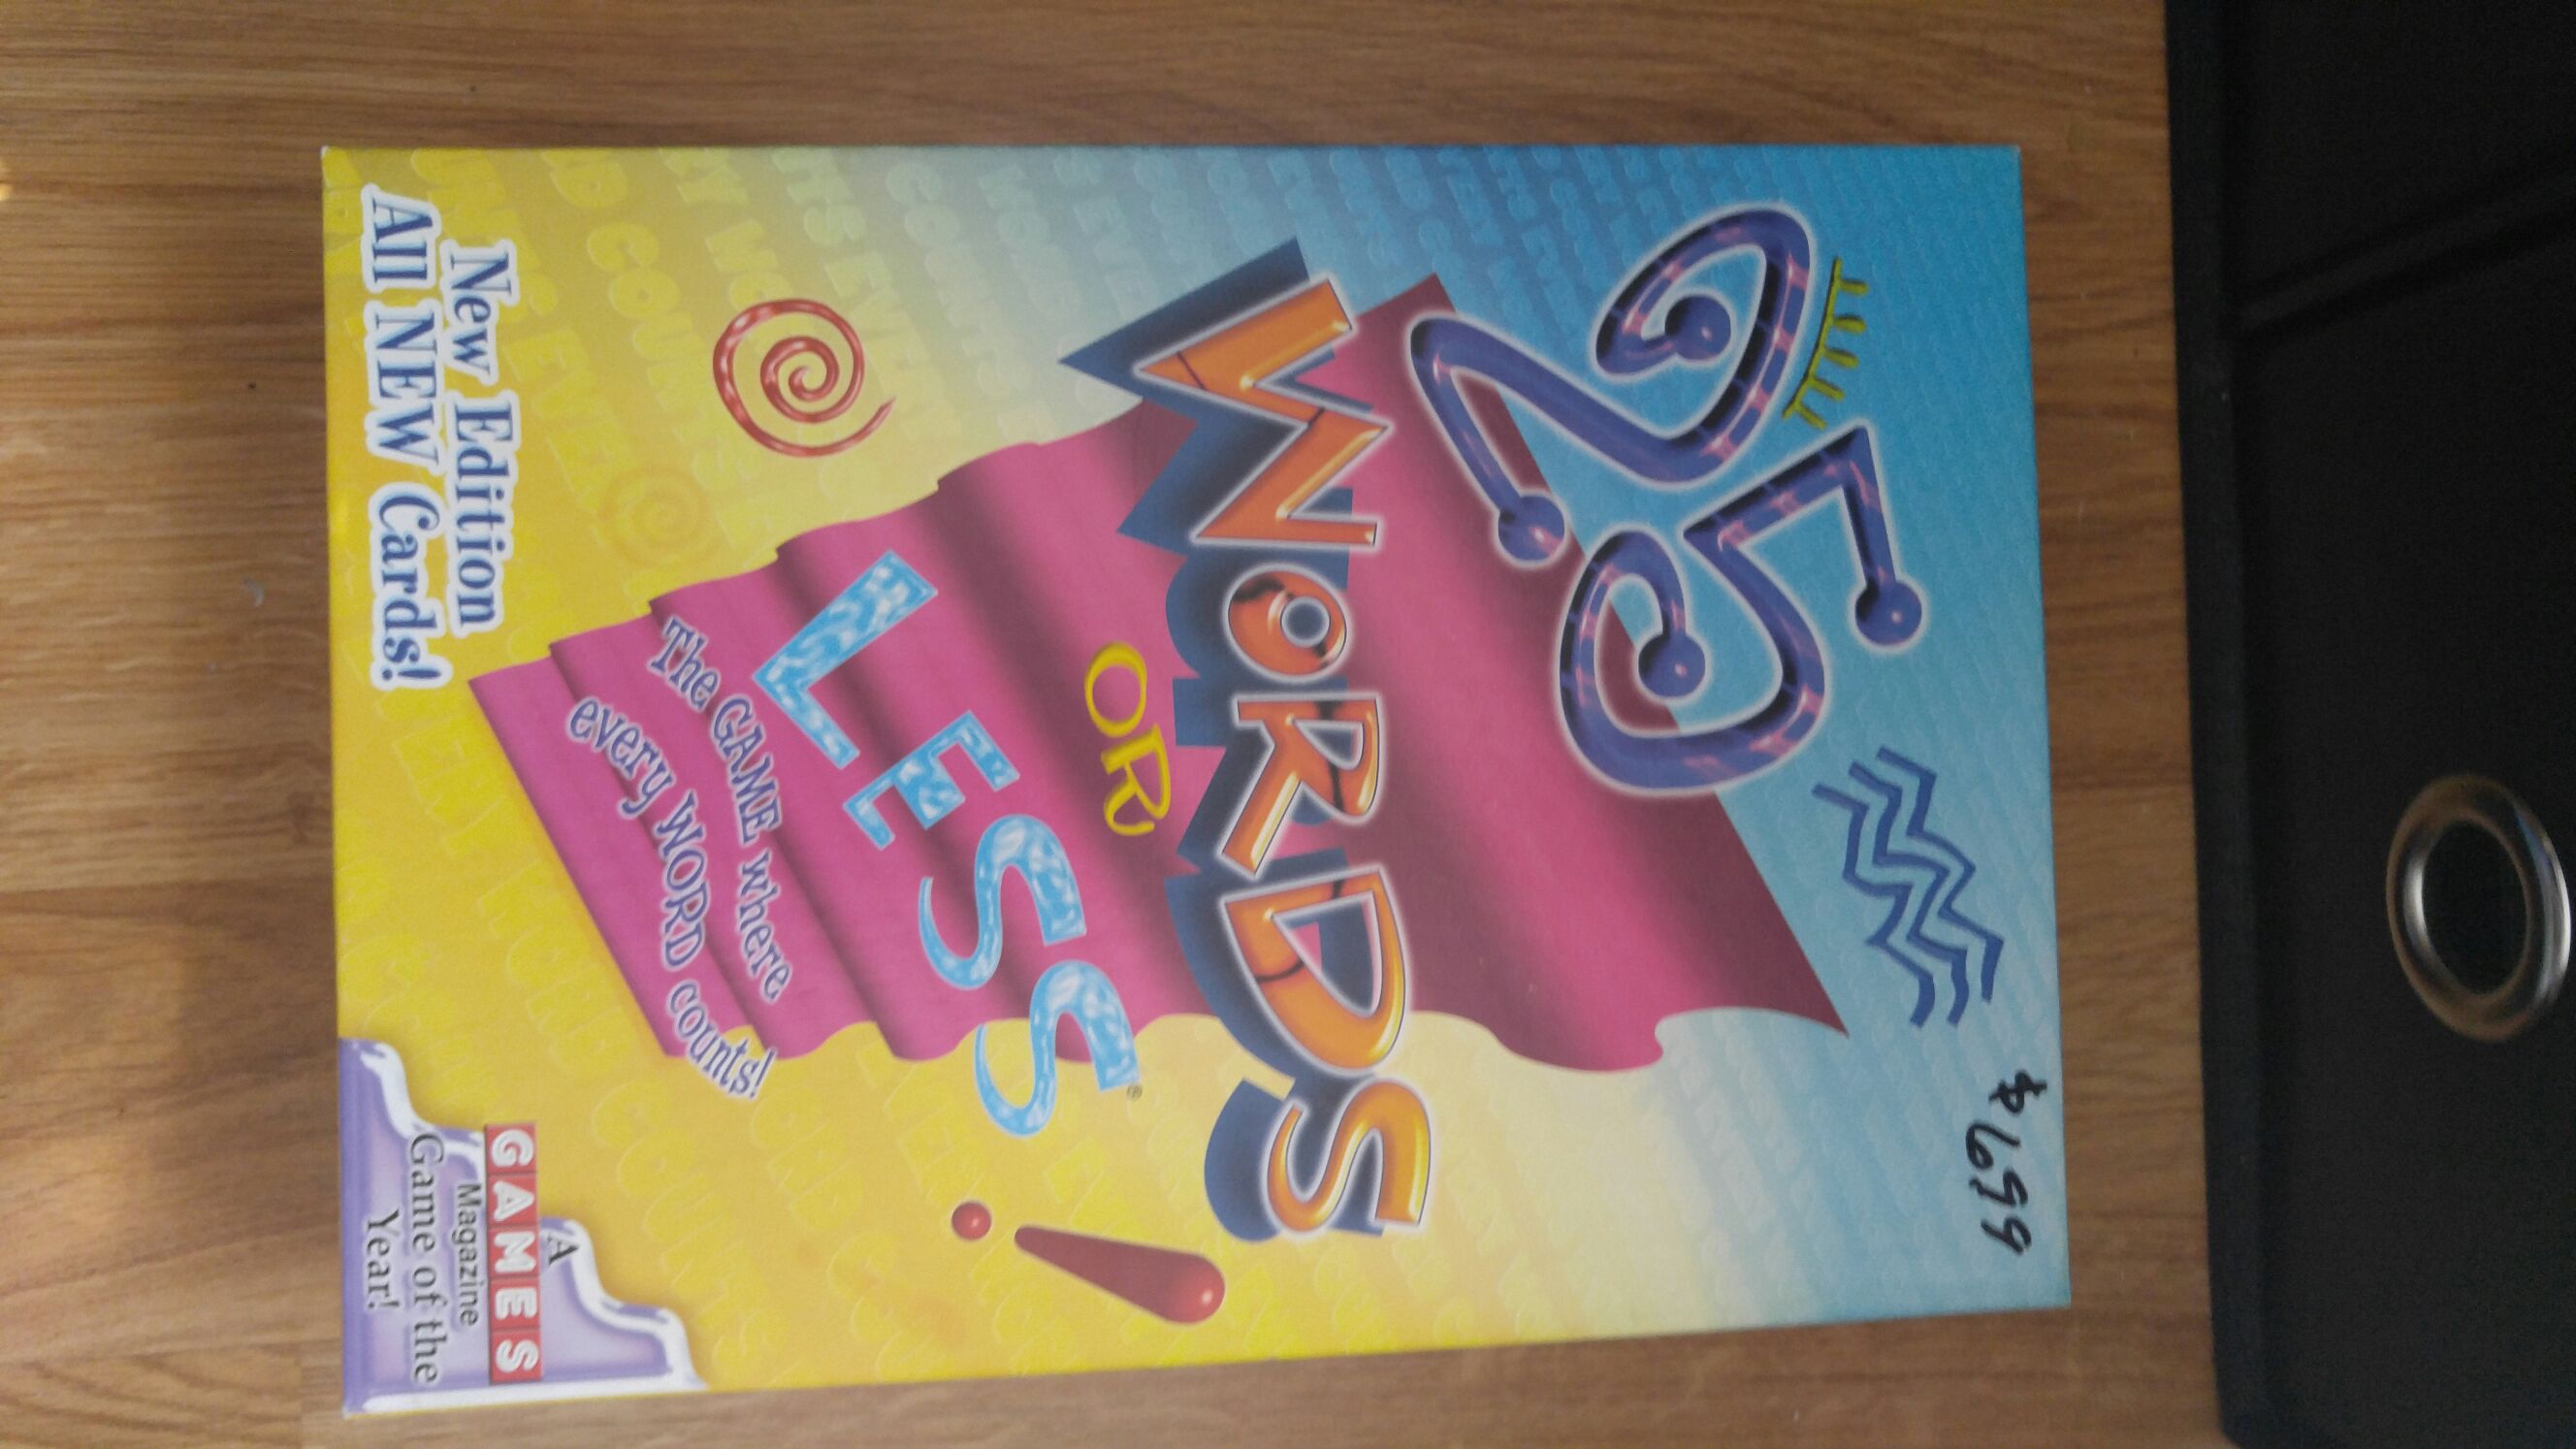 $6.99
25
WORDS
OR
LESS®
The GAME where
every WORD counts!
New Edition
All NEW Cards!
A
GAMES
Magazine
Game of the
Year!